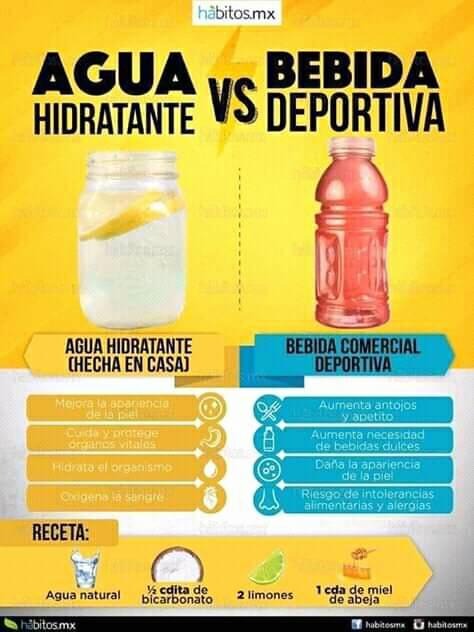 hábitos.mx
AGUA
HIDRATANTE
VS
BEBIDA
DEPORTIVA
AGUA HIDRATANTE
(HECHA EN CASA)
BEBIDA COMERCIAL
DEPORTIVA
Mejora la apariencia
de la piel
Cuida y protege
órganos vitales
Hidrata el organismo
Oxigena la sangre
Aumenta antojos
y apetito
Aumenta necesidad
de bebidas dulces
Daña la apariencia
de la piel
Riesgo de intolerancias
alimentarias y alergias
RECETA:
Agua natural
½ cdita de
bicarbonato
2 limones
1 cda de miel
de abeja
hábitos.mx
habitosmx
habitosmx